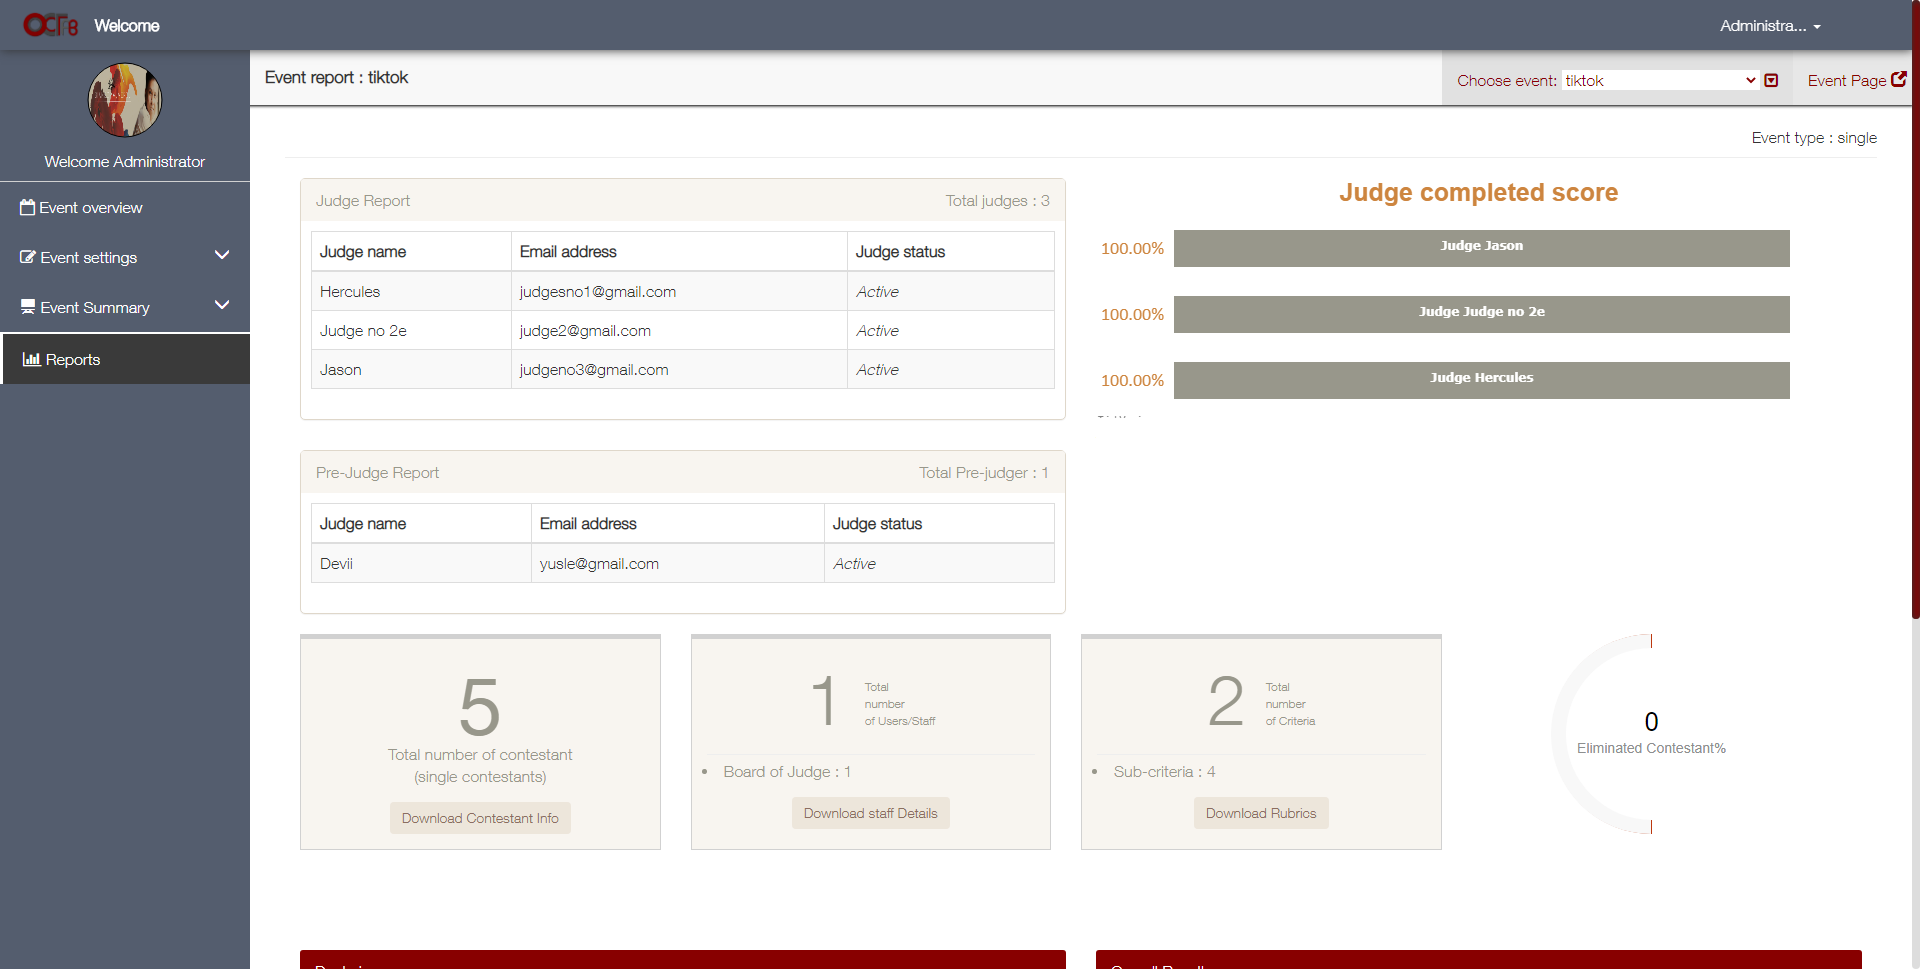 Welcome
Administra...
Welcome Administrator
Event overview
Event settings
Event Summary
Reports
Event report : tiktok
Choose event: tiktok
Event Page
Event type : single
Judge Report
Total judges : 3
Judge name Email address Judge status
Hercules judgesno1@gmail.com Active
Judge no 2e judge2@gmail.com Active
Jason judgeno3@gmail.com Active
Judge completed score
100.00% Judge Jason
100.00% Judge Judge no 2e
100.00% Judge Hercules
Pre-Judge Report
Total Pre-judger : 1
Judge name Email address Judge status
Devii yusle@gmail.com Active
5
Total number of contestant
(single contestants)
Download Contestant Info
1
Total
number
of Users/Staff
Board of Judge : 1
Download staff Details
2
Total
number
of Criteria
Sub-criteria : 4
Download Rubrics
0
Eliminated Contestant%